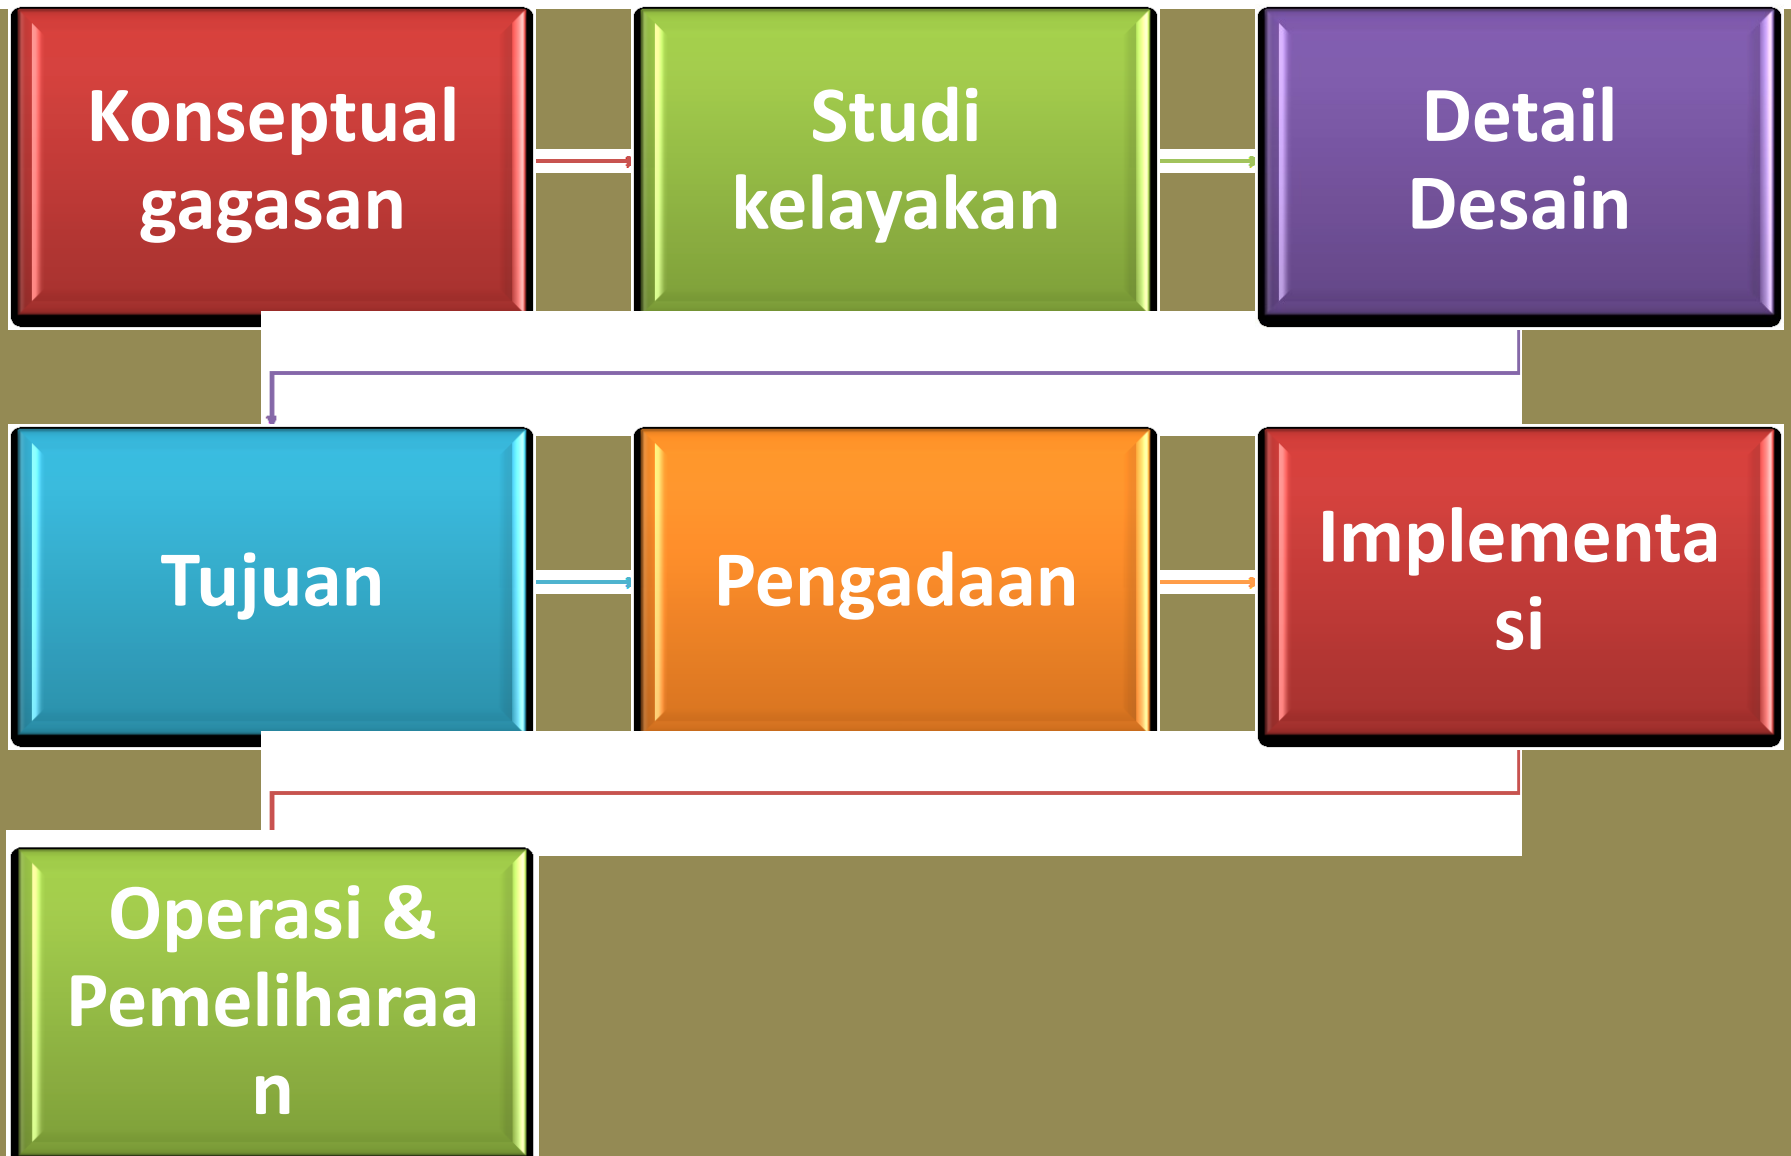 Konseptual
gagasan
Studi
kelayakan
Detail
Desain
Tujuan
Pengadaan
Implementa
si
Operasi &
Pemeliharaa
n